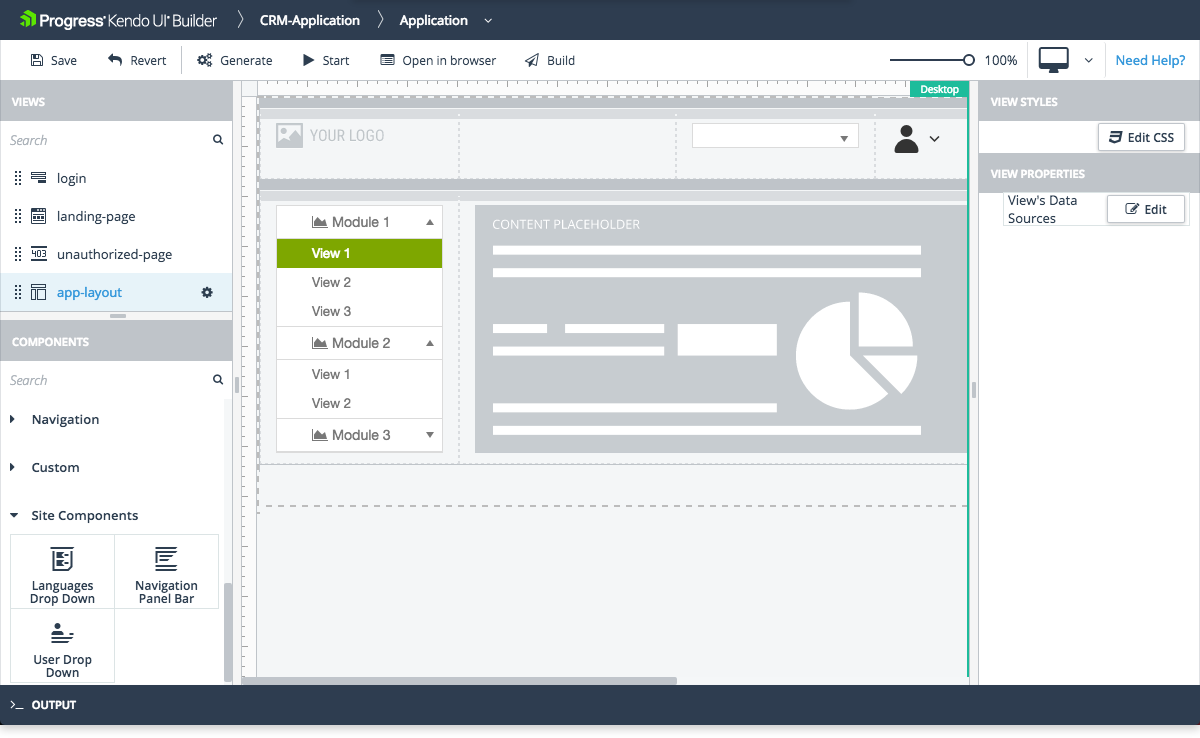 Progress Kendo UI Builder
CRM-Application
Application
Save
Revert
Generate
Start
Open in browser
Build
100%
Need Help?
VIEWS
Search
login
landing-page
403
unauthorized-page
app-layout
COMPONENTS
Search
Navigation
Custom
Site Components
Languages
Drop Down
Navigation
Panel Bar
User Drop
Down
Desktop
YOUR LOGO
Module 1
View 1
View 2
View 3
Module 2
View 1
View 2
Module 3
CONTENT PLACEHOLDER
VIEW STYLES
Edit CSS
VIEW PROPERTIES
View's Data
Sources
Edit
>_ OUTPUT